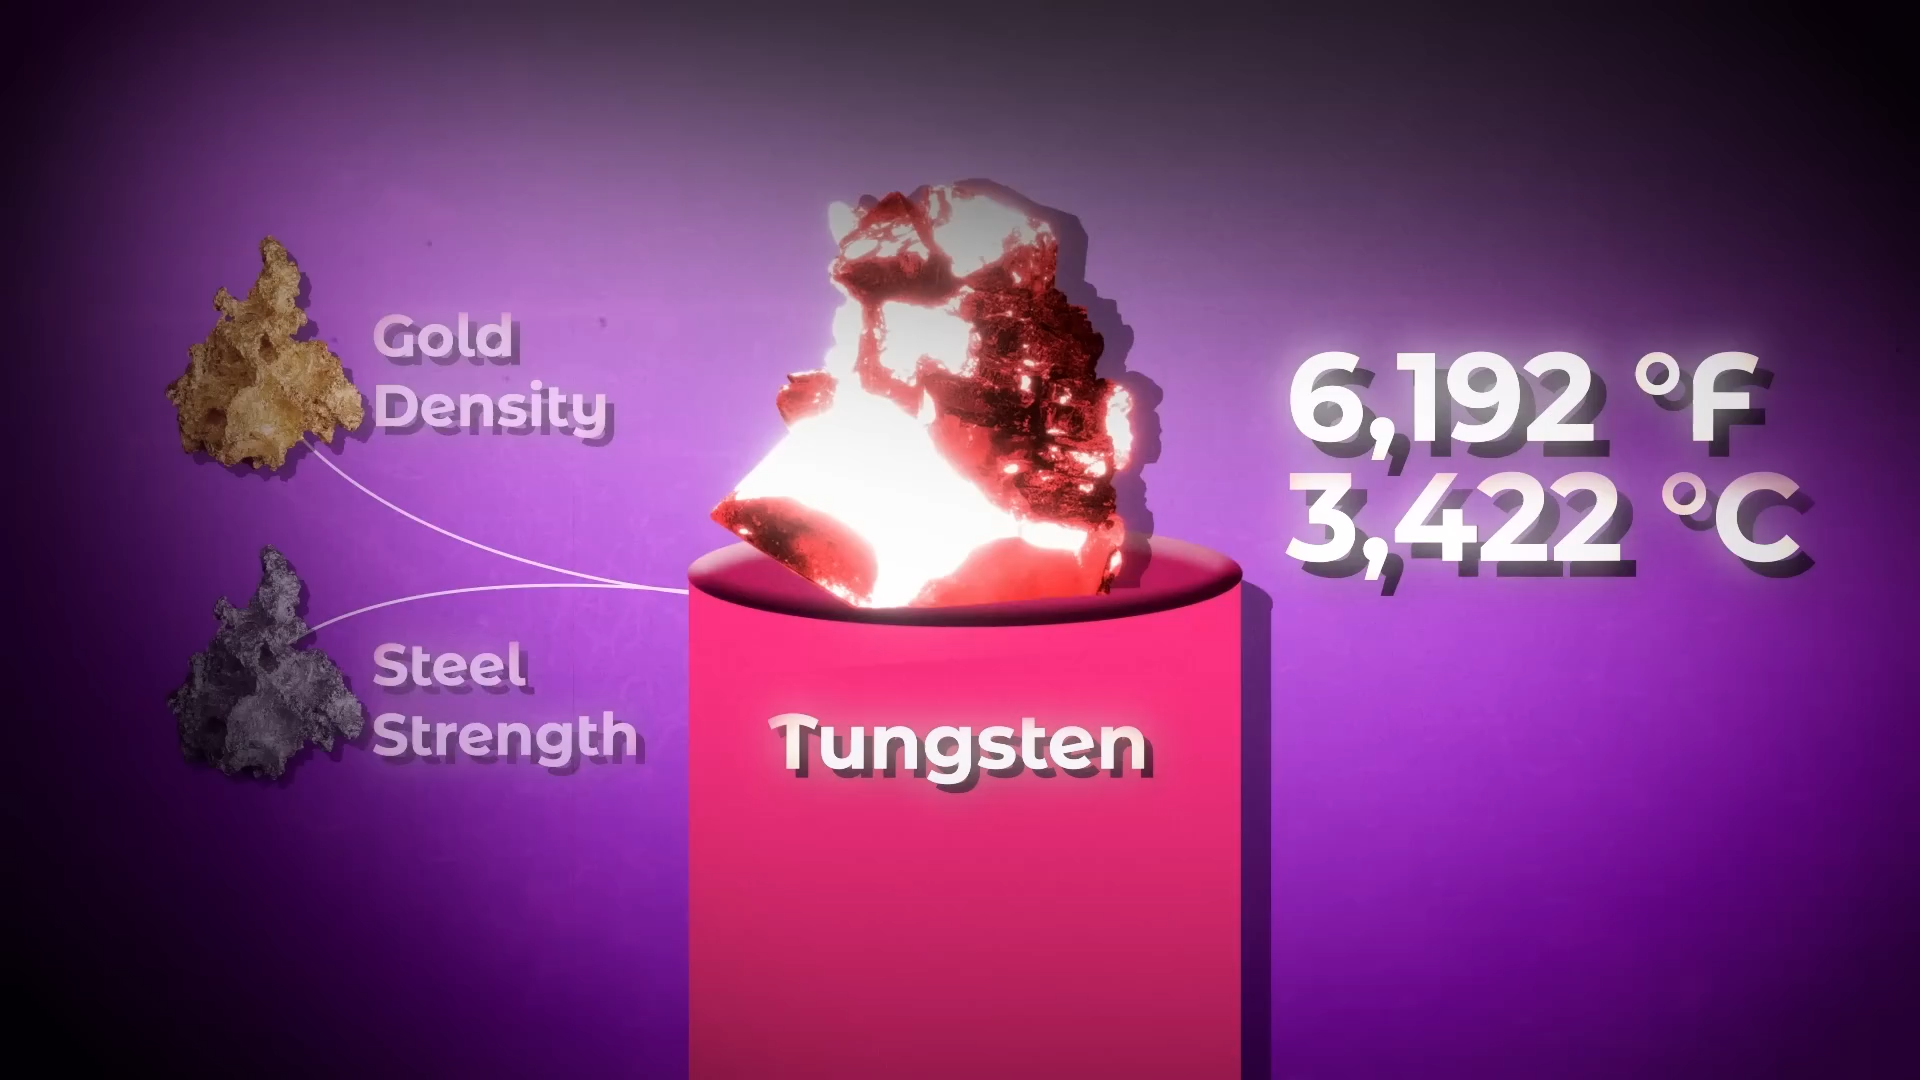 Gold
Density
Steel
Strength
Tungsten
6,192 °F
3,422 °C